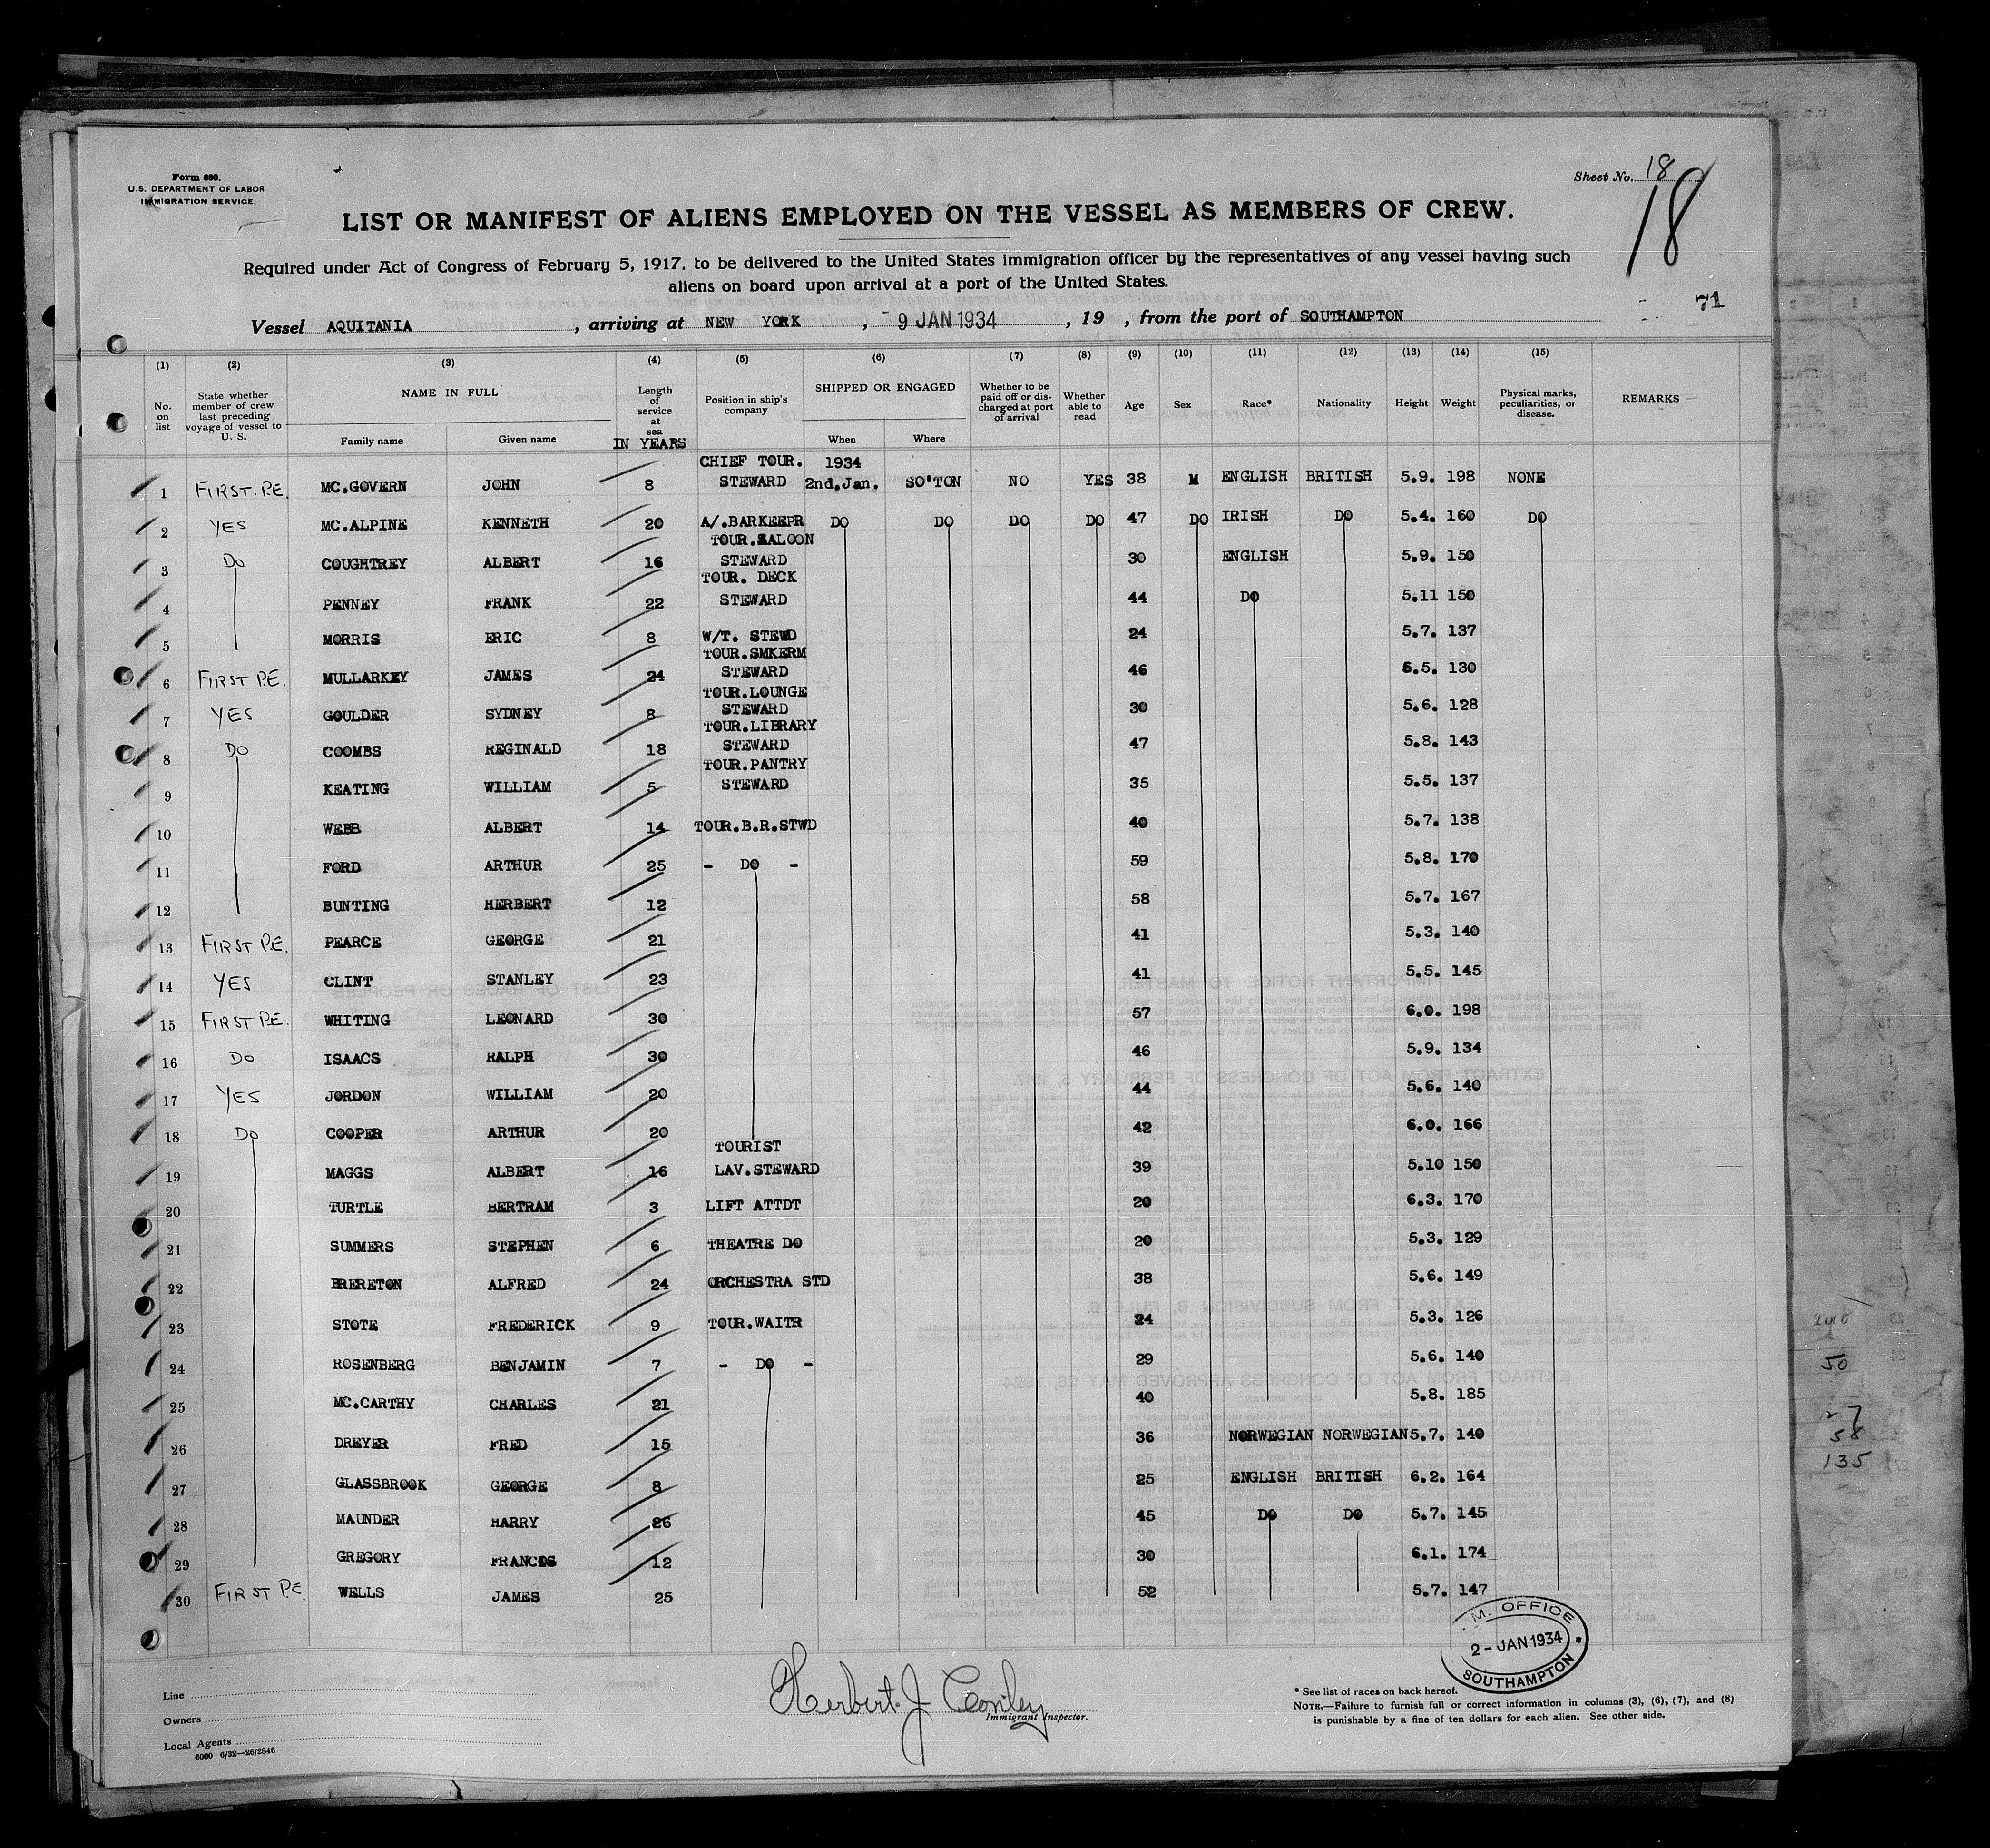 Form 680.
U.S. DEPARTMENT OF LABOR
IMMIGRATION SERVICE
Sheet No. 18
18
LIST OR MANIFEST OF ALIENS EMPLOYED ON THE VESSEL AS MEMBERS OF CREW.
Required under Act of Congress of February 5, 1917, to be delivered to the United States immigration officer by the representatives of any vessel having such
aliens on board upon arrival at a port of the United States.
71
Vessel AQUITANIA , arriving at NEW YORK , 9 JAN 1934 , 19 , from the port of SOUTHAMPTON
(1) (2) (3) (4) (5) (6) (7) (8) (9) (10) (11) (12) (13) (14) (15)
No. on list | State whether member of crew last preceding voyage of vessel to U. S. | NAME IN FULL Family name Given name | Length of service at sea IN YEARS | Position in ship's company | SHIPPED OR ENGAGED When Where | Whether to be paid off or discharged at port of arrival | Whether able to read | Age | Sex | Race* | Nationality | Height | Weight | Physical marks, peculiarities, or disease. | REMARKS
1 FIRST P.E. MC.GOVERN JOHN 8 CHIEF TOUR. STEWARD 1934 2nd.Jan. SO'TON NO YES 38 M ENGLISH BRITISH 5.9. 198 NONE
2 YES MC.ALPINE KENNETH 20 A/.BARKEEPR DO DO DO DO 47 DO IRISH DO 5.4. 160 DO
3 DO COUGHTREY ALBERT 16 TOUR.SALOON STEWARD 30 ENGLISH 5.9. 150
4 PENNEY FRANK 22 TOUR. DECK STEWARD 44 DO 5.11 150
5 MORRIS ERIC 8 W/T. STEWD 24 5.7. 137
6 FIRST P.E. MULLARKEY JAMES 24 TOUR.SMKERM STEWARD 46 5.5. 130
7 YES GOULDER SYDNEY 8 TOUR.LOUNGE STEWARD 30 5.6. 128
8 DO COOMBS REGINALD 18 TOUR.LIBRARY STEWARD 47 5.8. 143
9 KEATING WILLIAM 5 TOUR.PANTRY STEWARD 35 5.5. 137
10 WEBB ALBERT 14 TOUR.B.R.STWD 40 5.7. 138
11 FORD ARTHUR 25 - DO - 59 5.8. 170
12 BUNTING HERBERT 12 58 5.7. 167
13 FIRST P.E. PEARCE GEORGE 21 41 5.3. 140
14 YES CLINT STANLEY 23 41 5.5. 145
15 FIRST P.E. WHITING LEONARD 30 57 6.0. 198
16 DO ISAACS RALPH 30 46 5.9. 134
17 YES JORDON WILLIAM 20 44 5.6. 140
18 DO COOPER ARTHUR 20 42 6.0. 166
19 MAGGS ALBERT 16 TOURIST LAV.STEWARD 39 5.10 150
20 TURTLE BERTRAM 3 LIFT ATTDT 20 6.3. 170
21 SUMMERS STEPHEN 6 THEATRE DO 20 5.3. 129
22 BRERETON ALFRED 24 ORCHESTRA STD 38 5.6. 149
23 STOTE FREDERICK 9 TOUR.WAITR 24 5.3. 126
24 ROSENBERG BENJAMIN 7 - DO - 29 5.6. 140
25 MC.CARTHY CHARLES 21 40 5.8. 185
26 DREYER FRED 15 36 NORWEGIAN NORWEGIAN 5.7. 140
27 GLASSBROOK GEORGE 8 25 ENGLISH BRITISH 6.2. 164
28 MAUNDER HARRY 26 45 DO DO 5.7. 145
29 GREGORY FRANCIS 12 30 6.1. 174
30 FIRST P.E. WELLS JAMES 25 52 5.7. 147
50
58
135
M. OFFICE
2 - JAN 1934
SOUTHAMPTON
Herbert J Conley
Immigrant Inspector.
Line
Owners
Local Agents
6000 6/32—26/2846
* See list of races on back hereof.
NOTE.—Failure to furnish full or correct information in columns (3), (6), (7), and (8)
is punishable by a fine of ten dollars for each alien. See other side.